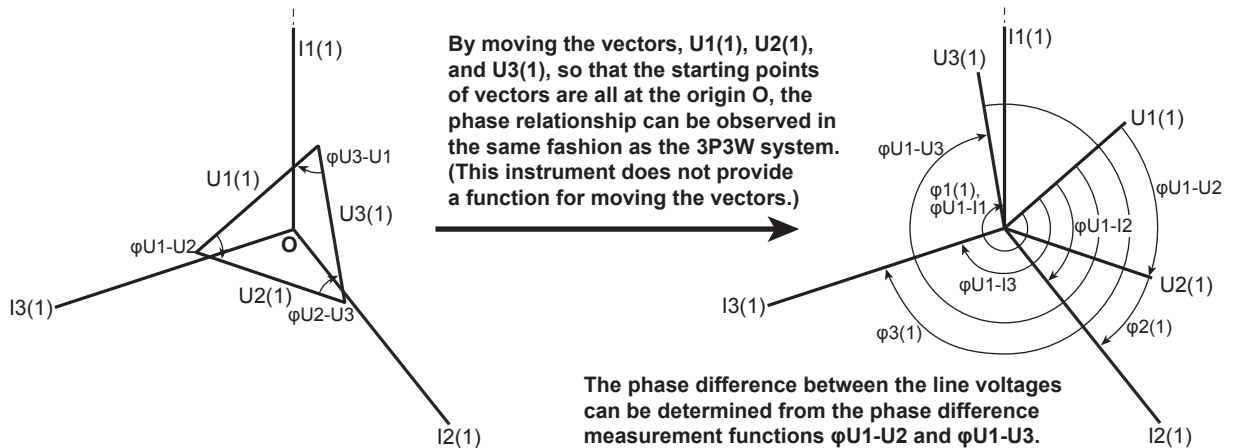 I1(1)
φU3-U1
U1(1)
U3(1)
φU1-U2
O
U2(1)
φU2-U3
I3(1)
I2(1)
By moving the vectors, U1(1), U2(1),
and U3(1), so that the starting points
of vectors are all at the origin O, the
phase relationship can be observed in
the same fashion as the 3P3W system.
(This instrument does not provide
a function for moving the vectors.)
I1(1)
U3(1)
U1(1)
φU1-U3
φ1(1),
φU1-I1
φU1-U2
φU1-I2
φU1-I3
U2(1)
I3(1)
φ3(1)
φ2(1)
I2(1)
The phase difference between the line voltages
can be determined from the phase difference
measurement functions φU1-U2 and φU1-U3.